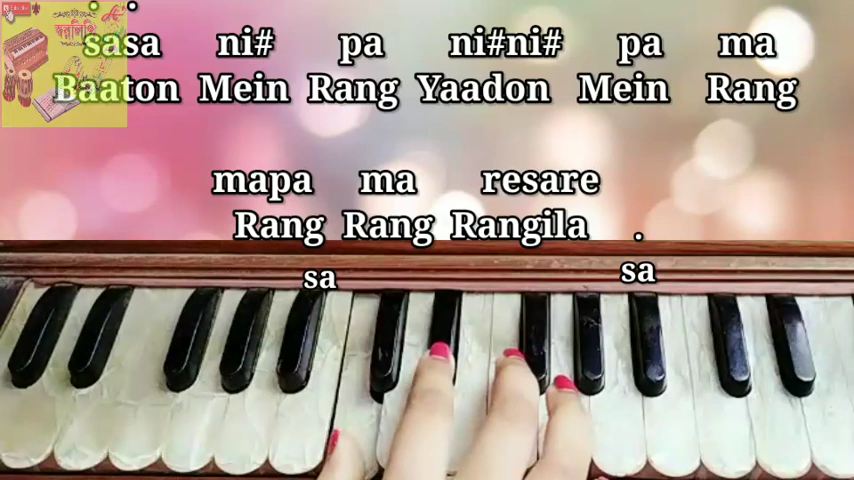 স্বরলিপি
sasa ni# pa ni#ni# pa ma
Baaton Mein Rang Yaadon Mein Rang
mapa ma resare
Rang Rang Rangila
sa sa